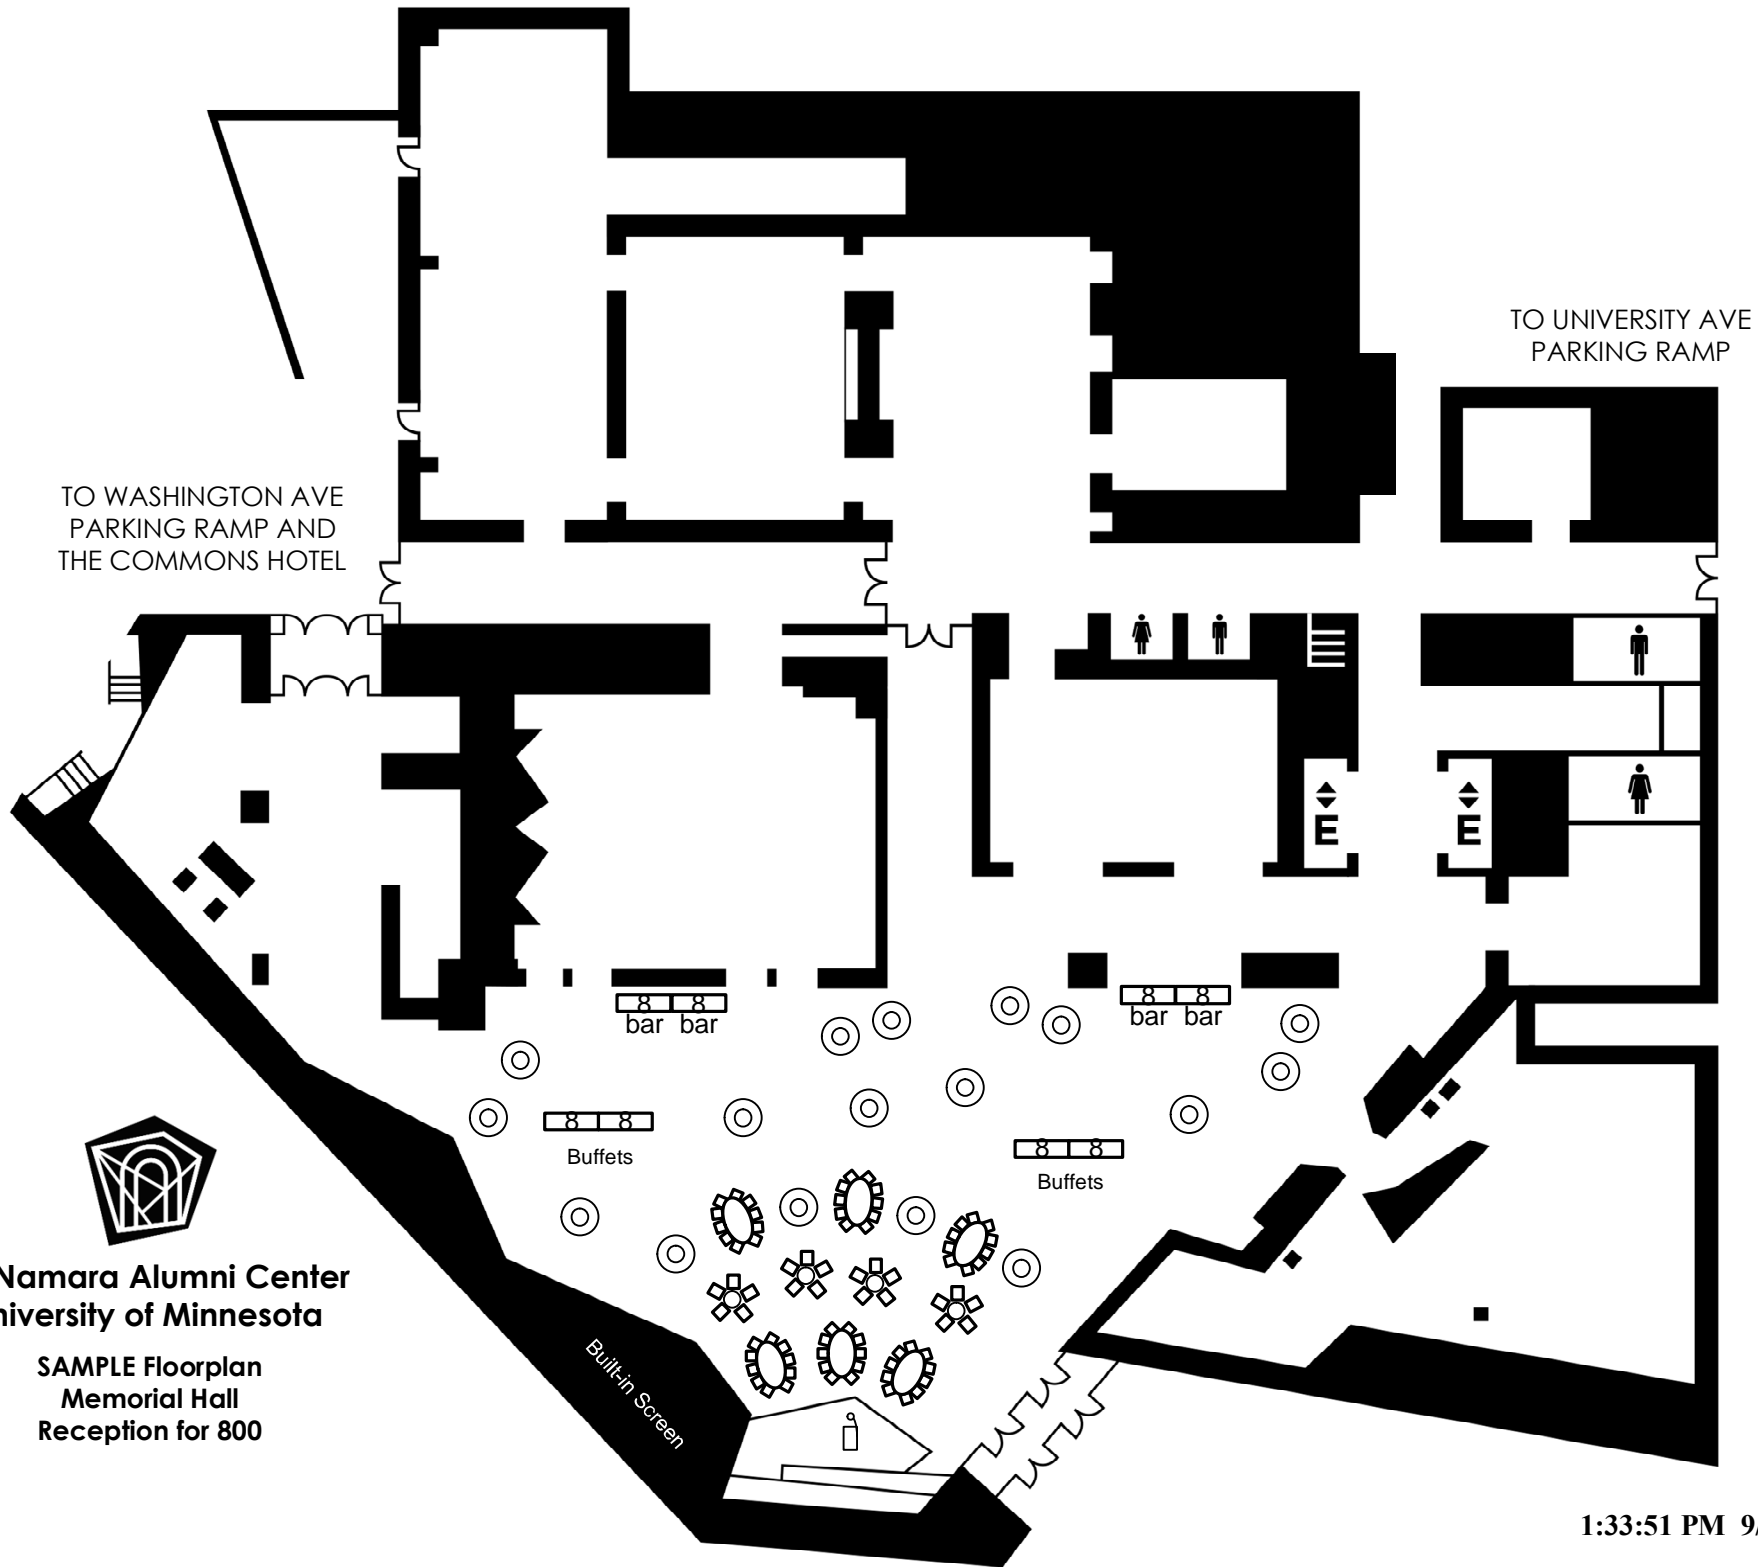 TO UNIVERSITY AVE
PARKING RAMP
TO WASHINGTON AVE
PARKING RAMP AND
THE COMMONS HOTEL
E
E
8 8
bar bar
8 8
bar bar
8 8
Buffets
8 8
Buffets
Namara Alumni Center
niversity of Minnesota
SAMPLE Floorplan
Memorial Hall
Reception for 800
Built-in Screen
1:33:51 PM 9/